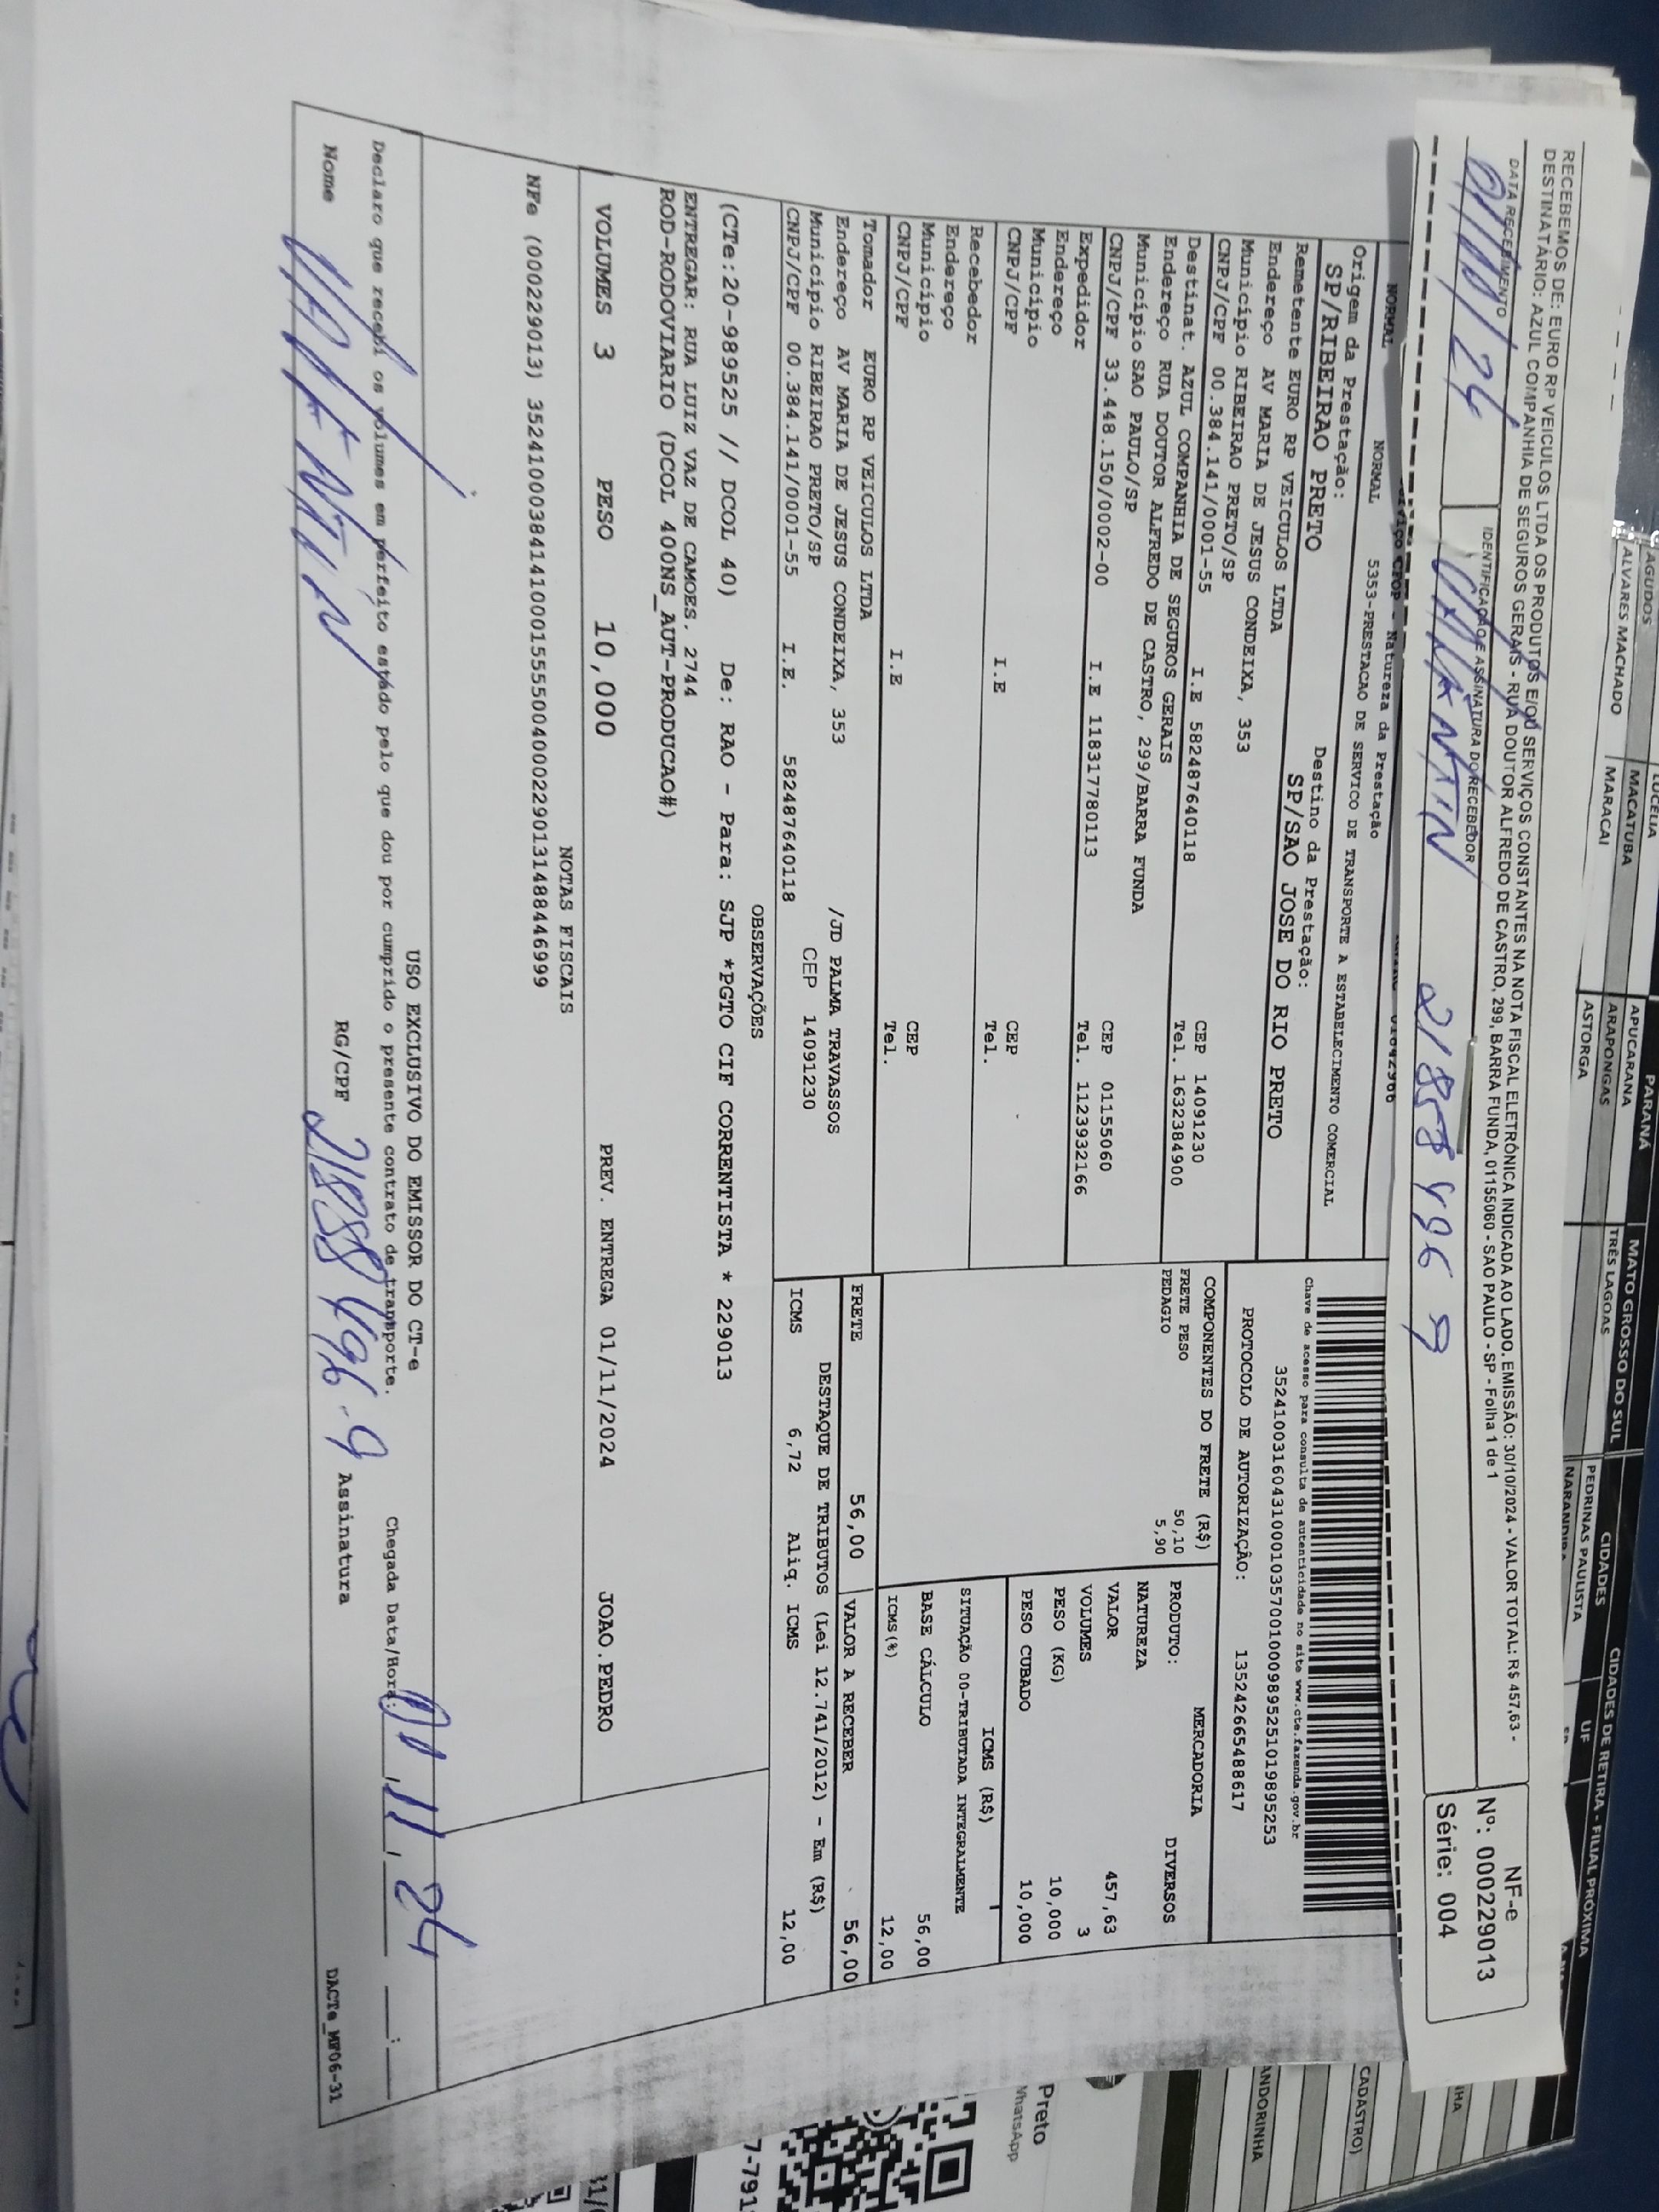 AGUDOS
ALVARES MACHADO
LUCÉLIA
MACATUBA
MARACAI
PARANÁ
APUCARANA
ARAPONGAS
ASTORGA
MATO GROSSO DO SUL
TRÊS LAGOAS
CIDADES
PEDRINAS PAULISTA
CIDADES DE RETIRA - FILIAL PRÓXIMA
UF
RECEBEMOS DE: EURO RP VEICULOS LTDA OS PRODUTOS E/OU SERVIÇOS CONSTANTES NA NOTA FISCAL ELETRÔNICA INDICADA AO LADO. EMISSÃO: 30/10/2024 - VALOR TOTAL: R$ 457,63 -
DESTINATÁRIO: AZUL COMPANHIA DE SEGUROS GERAIS - RUA DOUTOR ALFREDO DE CASTRO, 299, BARRA FUNDA, 01155060 - SAO PAULO - SP - Folha 1 de 1
DATA RECEBIMENTO
IDENTIFICAÇÃO E ASSINATURA DO RECEBEDOR
21858496 9
NF-e
Nº: 000229013
Série: 004
NORMAL NORMAL 5353-PRESTACAO DE SERVICO DE TRANSPORTE A ESTABELECIMENTO COMERCIAL
CFOP - Natureza da Prestação
Origem da Prestação: Destino da Prestação:
SP/RIBEIRAO PRETO SP/SAO JOSE DO RIO PRETO
Remetente EURO RP VEICULOS LTDA
Endereço AV MARIA DE JESUS CONDEIXA, 353
Município RIBEIRAO PRETO/SP CEP 14091230
CNPJ/CPF 00.384.141/0001-55 I.E 582487640118 Tel. 1632384900
Destinat. AZUL COMPANHIA DE SEGUROS GERAIS
Endereço RUA DOUTOR ALFREDO DE CASTRO, 299/BARRA FUNDA
Município SAO PAULO/SP CEP 01155060
CNPJ/CPF 33.448.150/0002-00 I.E 118317780113 Tel. 1123932166
Expedidor
Endereço
Município CEP
CNPJ/CPF I.E Tel.
Recebedor
Endereço
Município CEP
CNPJ/CPF I.E Tel.
Tomador EURO RP VEICULOS LTDA
Endereço AV MARIA DE JESUS CONDEIXA, 353 /JD PALMA TRAVASSOS
Município RIBEIRAO PRETO/SP CEP 14091230
CNPJ/CPF 00.384.141/0001-55 I.E. 582487640118
Chave de acesso para consulta de autenticidade no site www.cte.fazenda.gov.br
PROTOCOLO DE AUTORIZAÇÃO: 135242665488617
COMPONENTES DO FRETE (R$)
FRETE PESO 50,10
PEDAGIO 5,90
MERCADORIA
PRODUTO: DIVERSOS
NATUREZA
VALOR 457,63
VOLUMES 3
PESO (KG) 10,000
PESO CUBADO 10,000
ICMS (R$)
SITUAÇÃO 00-TRIBUTADA INTEGRALMENTE
BASE CÁLCULO 56,00
ICMS(%) 12,00
FRETE 56,00 VALOR A RECEBER 56,00
DESTAQUE DE TRIBUTOS (Lei 12.741/2012) - Em (R$)
ICMS 6,72 Aliq. ICMS 12,00
OBSERVAÇÕES
(CTe:20-989525 // DCOL 40) De: RAO - Para: SJP *PGTO CIF CORRENTISTA * 229013
ENTREGAR: RUA LUIZ VAZ DE CAMOES, 2744
ROD-RODOVIARIO (DCOL 400NS_AUT-PRODUCAO#)
VOLUMES 3 PESO 10,000 PREV. ENTREGA 01/11/2024 JOAO.PEDRO
NOTAS FISCAIS
NFe (000229013) 35241000384141000155550040002290131488446999
USO EXCLUSIVO DO EMISSOR DO CT-e
Declaro que recebi os volumes em perfeito estado pelo que dou por cumprido o presente contrato de transporte. Chegada Data/Hora: 01 11 24
Nome RG/CPF 21858496-9 Assinatura
DACTe_MF06-31
CADASTRO)
ANDORINHA
Preto
WhatsApp